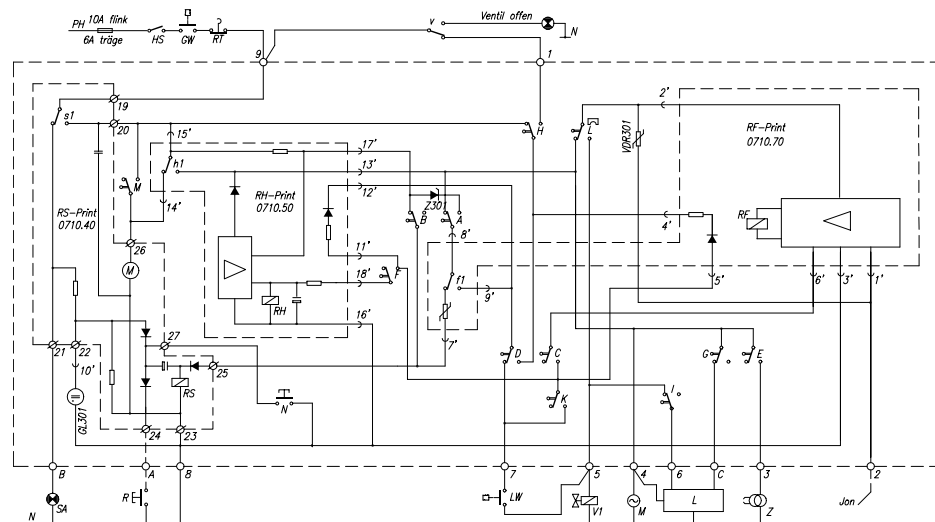 PH 10A flink
6A träge
HS
GW
RT
v
Ventil offen
N
9
1
19
s1
20
15'
17'
H
L
2'
VDR301
RF-Print
0710.70
h1
13'
12'
M
RS-Print
0710.40
14'
RH-Print
0710.50
Z301
B
A
8'
4'
RF
26
M
11'
F
18'
f1
9'
5'
6'
3'
1'
RH
16'
7'
21
22
27
25
D
C
G
E
10'
RS
K
I
GL301
N
24
23
B
A
8
7
5
4
6
C
3
2
SA
N
R
LW
V1
M
L
Z
Jon